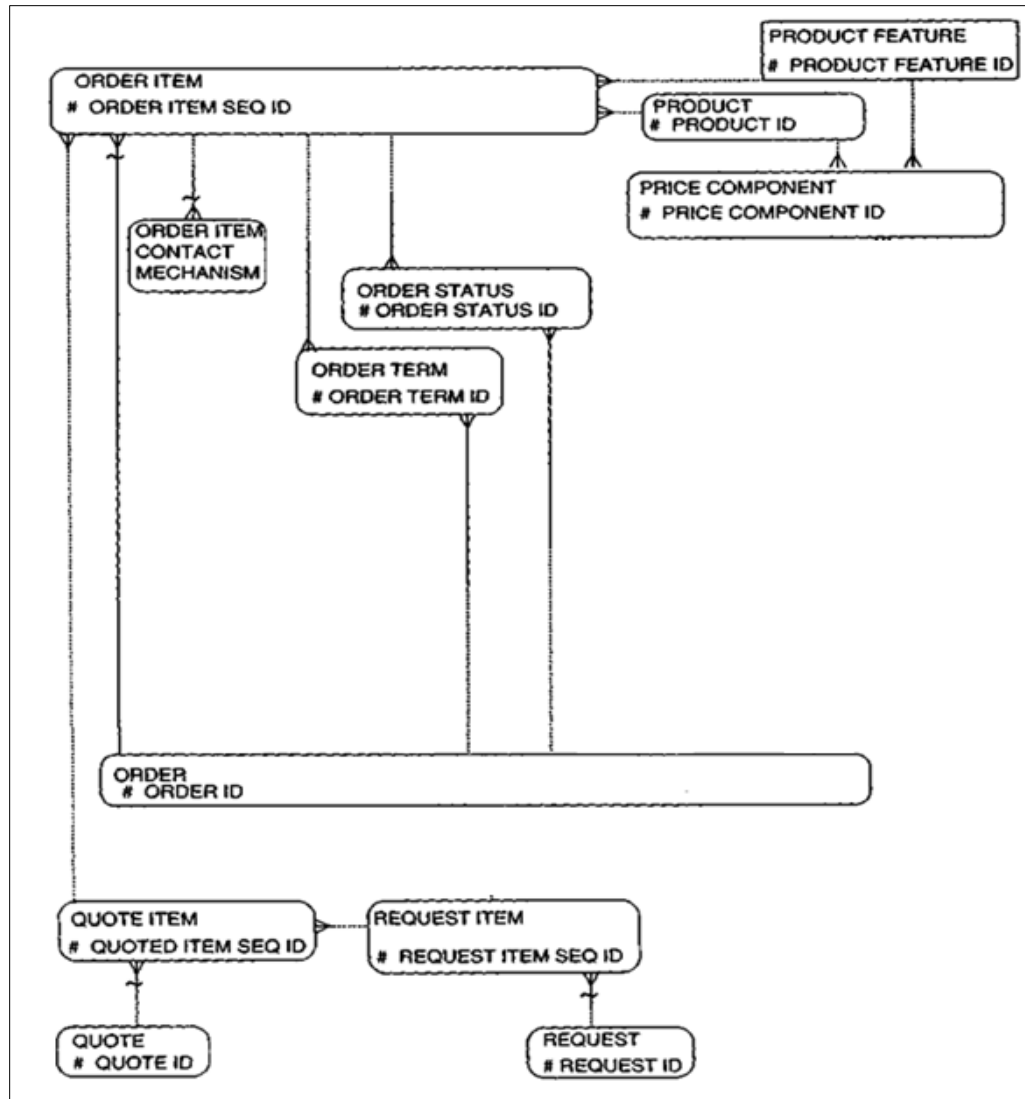 PRODUCT FEATURE
# PRODUCT FEATURE ID
ORDER ITEM
# ORDER ITEM SEQ ID
PRODUCT
# PRODUCT ID
PRICE COMPONENT
# PRICE COMPONENT ID
ORDER ITEM
CONTACT
MECHANISM
ORDER STATUS
# ORDER STATUS ID
ORDER TERM
# ORDER TERM ID
ORDER
# ORDER ID
QUOTE ITEM
# QUOTED ITEM SEQ ID
REQUEST ITEM
# REQUEST ITEM SEQ ID
QUOTE
# QUOTE ID
REQUEST
# REQUEST ID